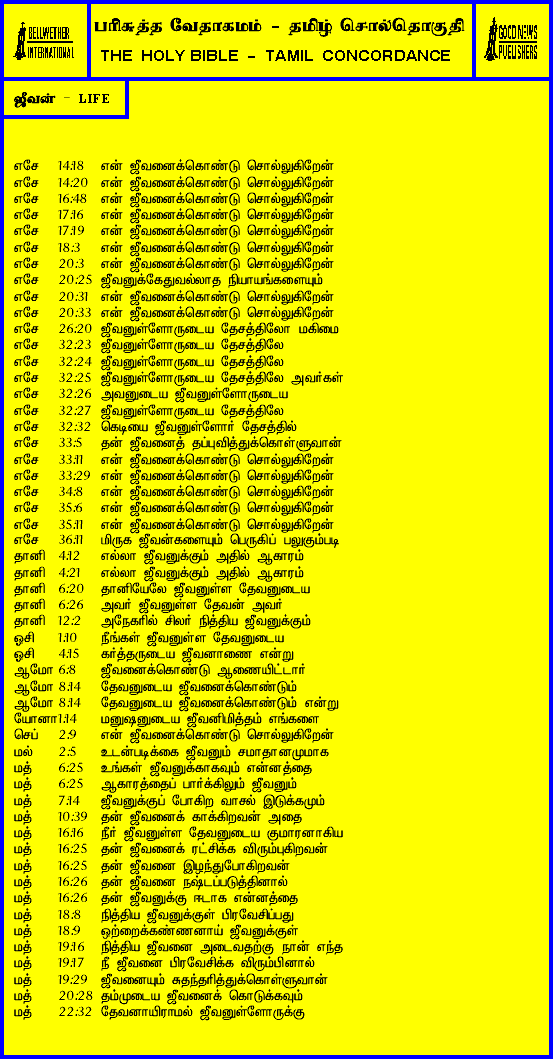 BELLWETHER
INTERNATIONAL
பரிசுத்த வேதாகமம் - தமிழ் சொல்தொகுதி
THE HOLY BIBLE - TAMIL CONCORDANCE
GOOD NEWS
PUBLISHERS
ஜீவன் - LIFE
எசே 14:18 என் ஜீவனைக்கொண்டு சொல்லுகிறேன்
எசே 14:20 என் ஜீவனைக்கொண்டு சொல்லுகிறேன்
எசே 16:48 என் ஜீவனைக்கொண்டு சொல்லுகிறேன்
எசே 17:16 என் ஜீவனைக்கொண்டு சொல்லுகிறேன்
எசே 17:19 என் ஜீவனைக்கொண்டு சொல்லுகிறேன்
எசே 18:3 என் ஜீவனைக்கொண்டு சொல்லுகிறேன்
எசே 20:3 என் ஜீவனைக்கொண்டு சொல்லுகிறேன்
எசே 20:25 ஜீவனுக்கேதுவல்லாத நியாயங்களையும்
எசே 20:31 என் ஜீவனைக்கொண்டு சொல்லுகிறேன்
எசே 20:33 என் ஜீவனைக்கொண்டு சொல்லுகிறேன்
எசே 26:20 ஜீவனுள்ளோருடைய தேசத்திலோ மகிமை
எசே 32:23 ஜீவனுள்ளோருடைய தேசத்திலே
எசே 32:24 ஜீவனுள்ளோருடைய தேசத்திலே
எசே 32:25 ஜீவனுள்ளோருடைய தேசத்திலே அவர்கள்
எசே 32:26 அவனுடைய ஜீவனுள்ளோருடைய
எசே 32:27 ஜீவனுள்ளோருடைய தேசத்திலே
எசே 32:32 கெடியை ஜீவனுள்ளோர் தேசத்தில்
எசே 33:5 தன் ஜீவனைத் தப்புவித்துக்கொள்ளுவான்
எசே 33:11 என் ஜீவனைக்கொண்டு சொல்லுகிறேன்
எசே 33:29 என் ஜீவனைக்கொண்டு சொல்லுகிறேன்
எசே 34:8 என் ஜீவனைக்கொண்டு சொல்லுகிறேன்
எசே 35:6 என் ஜீவனைக்கொண்டு சொல்லுகிறேன்
எசே 35:11 என் ஜீவனைக்கொண்டு சொல்லுகிறேன்
எசே 36:11 மிருக ஜீவன்களையும் பெருகிப் பலுகும்படி
தானி 4:12 எல்லா ஜீவனுக்கும் அதில் ஆகாரம்
தானி 4:21 எல்லா ஜீவனுக்கும் அதில் ஆகாரம்
தானி 6:20 தானியேலே ஜீவனுள்ள தேவனுடைய
தானி 6:26 அவர் ஜீவனுள்ள தேவன் அவர்
தானி 12:2 அநேகரில் சிலர் நித்திய ஜீவனுக்கும்
ஓசி 1:10 நீங்கள் ஜீவனுள்ள தேவனுடைய
ஓசி 4:15 கர்த்தருடைய ஜீவனாணை என்று
ஆமோ 6:8 ஜீவனைக்கொண்டு ஆணையிட்டார்
ஆமோ 8:14 தேவனுடைய ஜீவனைக்கொண்டும்
ஆமோ 8:14 தேவனுடைய ஜீவனைக்கொண்டும் என்று
யோனா 1:14 மனுஷனுடைய ஜீவனிமித்தம் எங்களை
செப் 2:9 என் ஜீவனைக்கொண்டு சொல்லுகிறேன்
மல் 2:5 உடன்படிக்கை ஜீவனும் சமாதானமுமாக
மத் 6:25 உங்கள் ஜீவனுக்காகவும் என்னத்தை
மத் 6:25 ஆகாரத்தைப் பார்க்கிலும் ஜீவனும்
மத் 7:14 ஜீவனுக்குப் போகிற வாசல் இடுக்கமும்
மத் 10:39 தன் ஜீவனைக் காக்கிறவன் அதை
மத் 16:16 நீர் ஜீவனுள்ள தேவனுடைய குமாரனாகிய
மத் 16:25 தன் ஜீவனைக் ரட்சிக்க விரும்புகிறவன்
மத் 16:25 தன் ஜீவனை இழந்துபோகிறவன்
மத் 16:26 தன் ஜீவனை நஷ்டப்படுத்தினால்
மத் 16:26 தன் ஜீவனுக்கு ஈடாக என்னத்தை
மத் 18:8 நித்திய ஜீவனுக்குள் பிரவேசிப்பது
மத் 18:9 ஒற்றைக்கண்ணனாய் ஜீவனுக்குள்
மத் 19:16 நித்திய ஜீவனை அடைவதற்கு நான் எந்த
மத் 19:17 நீ ஜீவனை பிரவேசிக்க விரும்பினால்
மத் 19:29 ஜீவனையும் சுதந்தரித்துக்கொள்ளுவான்
மத் 20:28 தம்முடைய ஜீவனைக் கொடுக்கவும்
மத் 22:32 தேவனாயிராமல் ஜீவனுள்ளோருக்கு